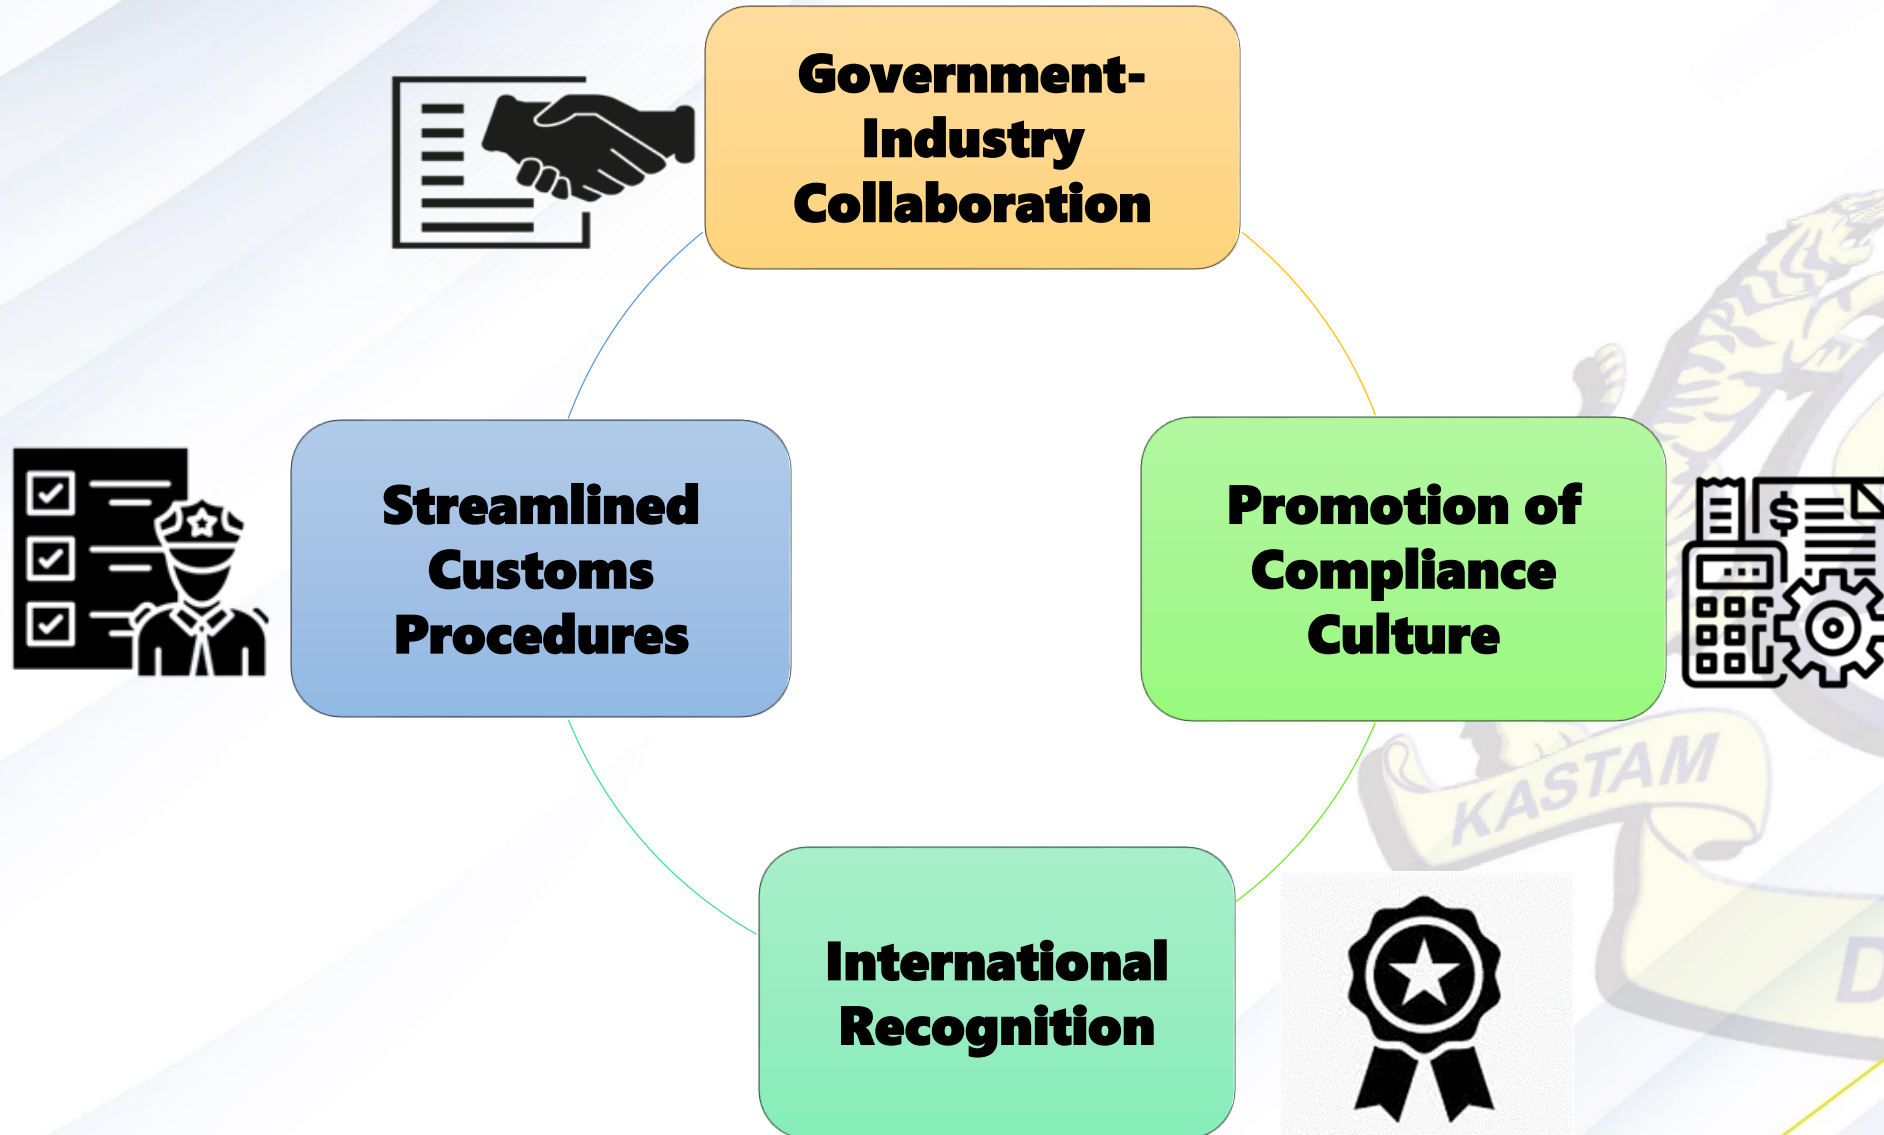 Government-
Industry
Collaboration
Streamlined
Customs
Procedures
Promotion of
Compliance
Culture
$
KASTAM
D
International
Recognition